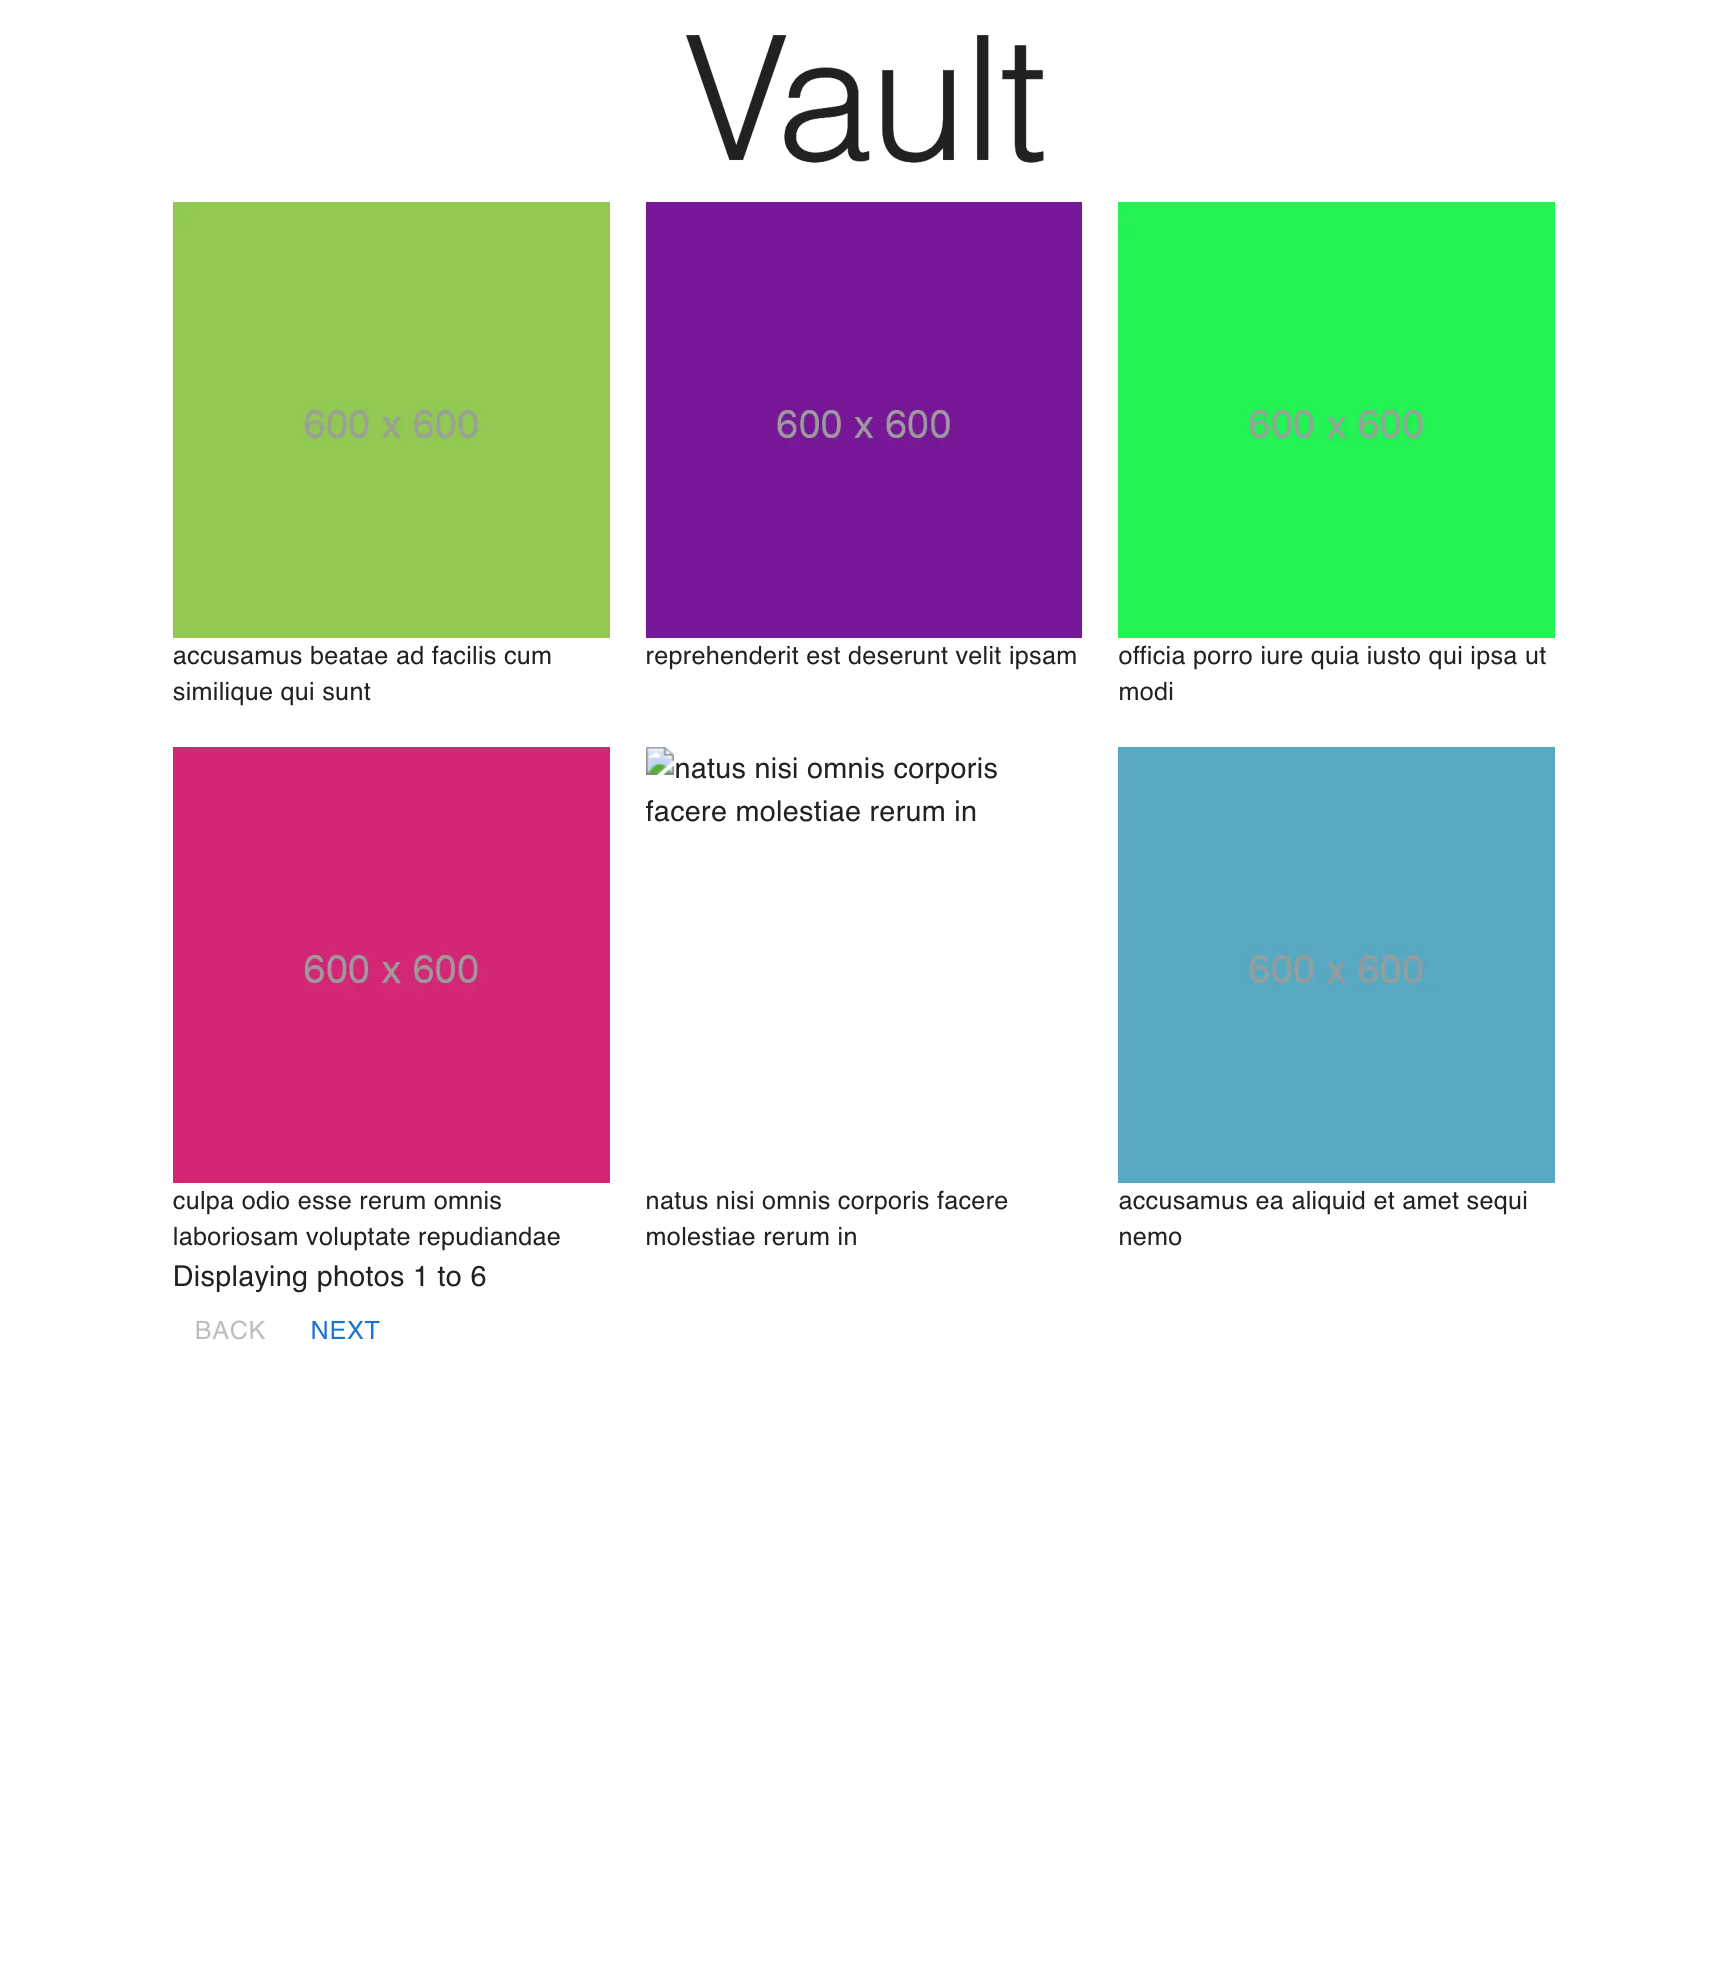 Vault
600 x 600
600 x 600
600 x 600
accusamus beatae ad facilis cum
similique qui sunt
reprehenderit est deserunt velit ipsam
officia porro iure quia iusto qui ipsa ut
modi
600 x 600
natus nisi omnis corporis
facere molestiae rerum in
600 x 600
culpa odio esse rerum omnis
laboriosam voluptate repudiandae
natus nisi omnis corporis facere
molestiae rerum in
accusamus ea aliquid et amet sequi
nemo
Displaying photos 1 to 6
BACK NEXT